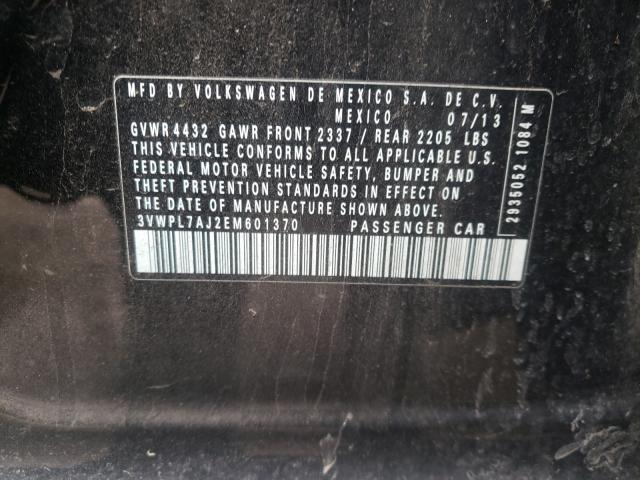 MFD BY VOLKSWAGEN DE MEXICO S.A. DE C.V.
MEXICO 07/13
GVWR 4432 GAWR FRONT 2337 / REAR 2205 LBS
THIS VEHICLE CONFORMS TO ALL APPLICABLE U.S.
FEDERAL MOTOR VEHICLE SAFETY, BUMPER AND
THEFT PREVENTION STANDARDS IN EFFECT ON
THE DATE OF MANUFACTURE SHOWN ABOVE
3VWPL7AJ2EM601370 PASSENGER CAR
2935052 1084 M